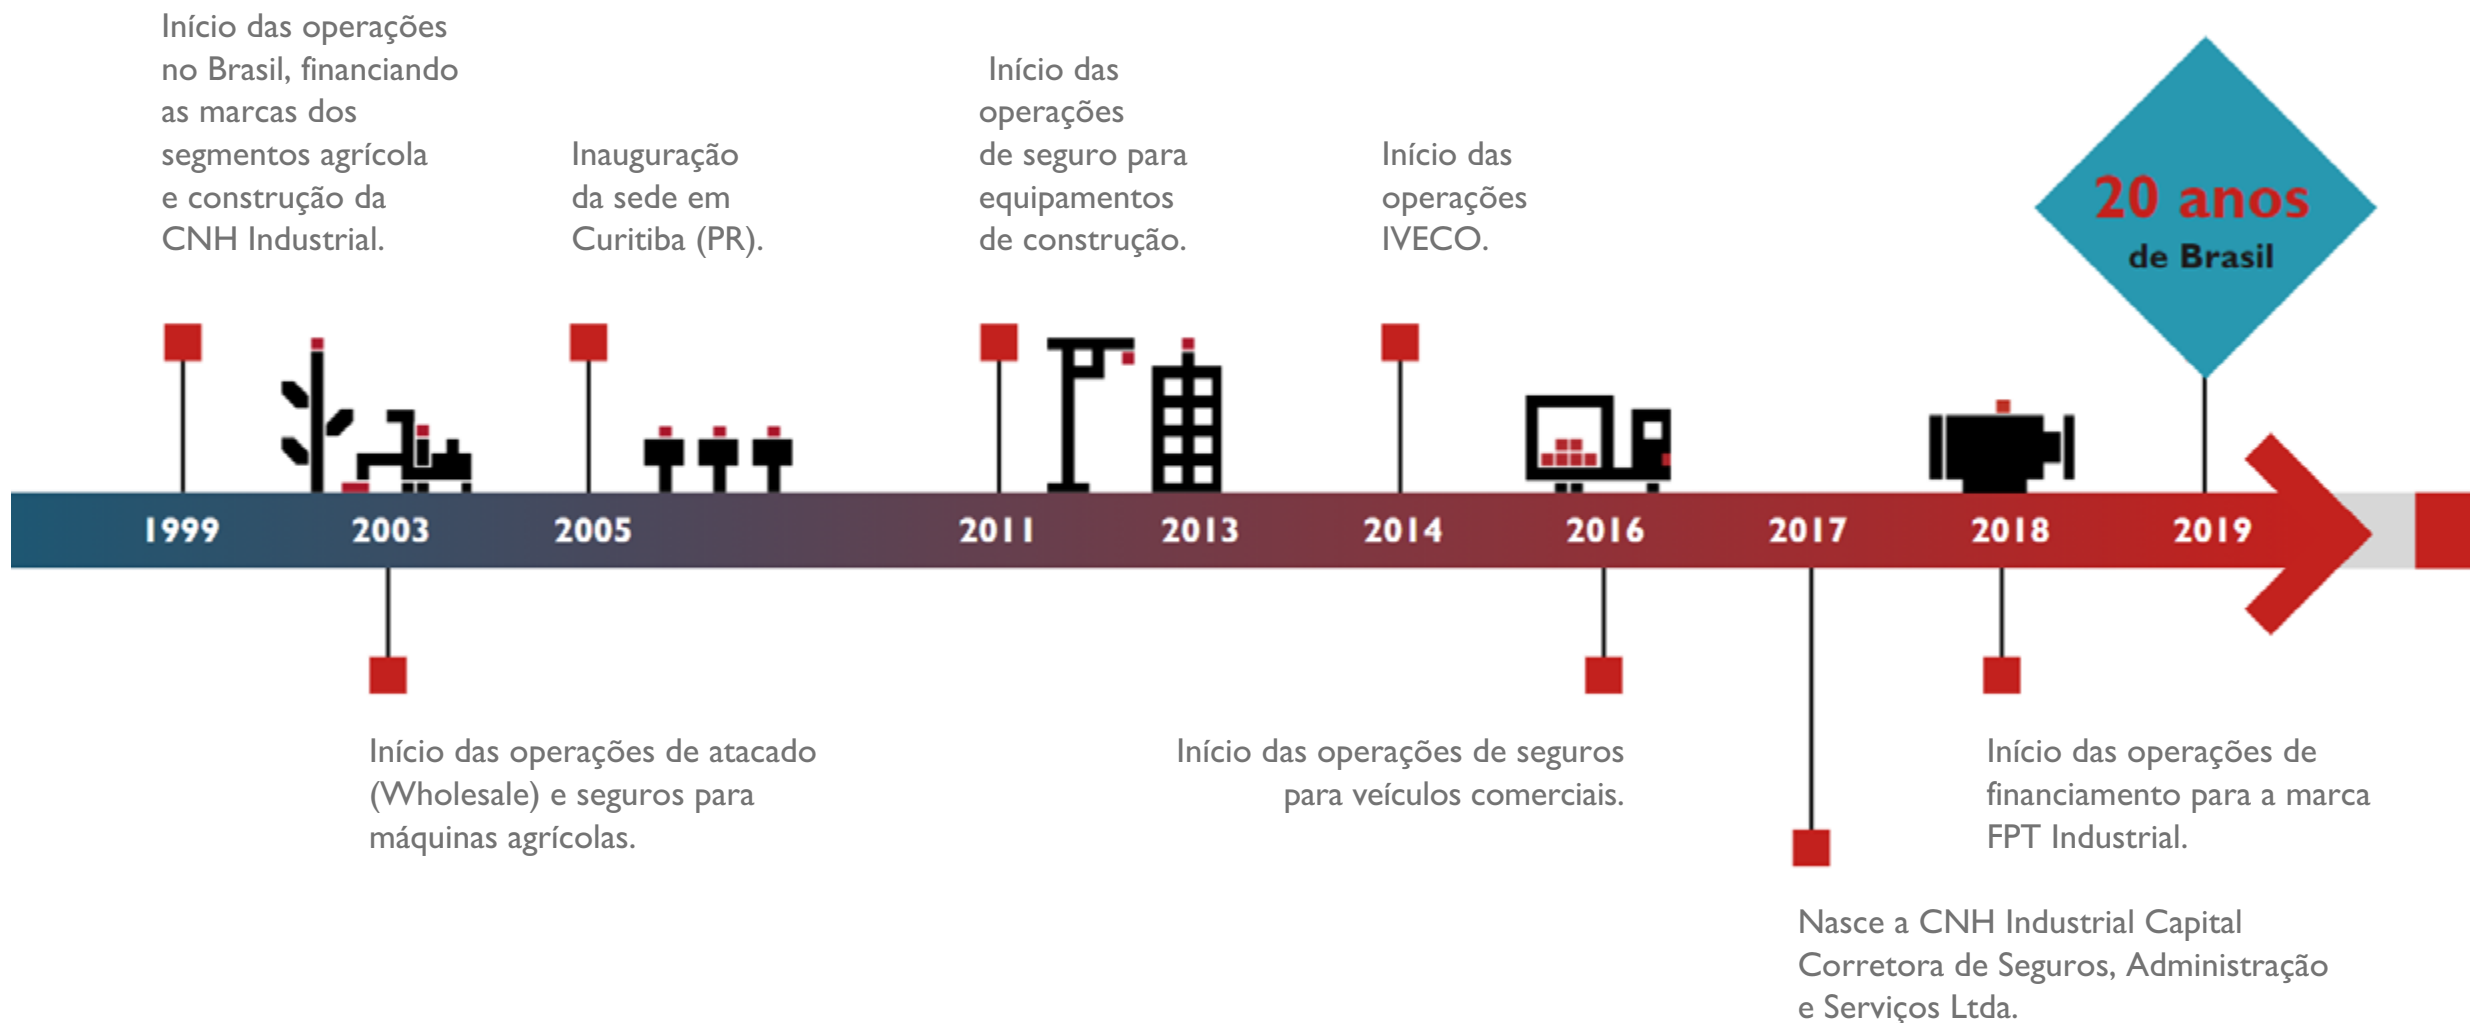 Início das operações
no Brasil, financiando
as marcas dos
segmentos agrícola
e construção da
CNH Industrial.
Inauguração
da sede em
Curitiba (PR).
Início das
operações
de seguro para
equipamentos
de construção.
Início das
operações
IVECO.
20 anos
de Brasil
1999 2003 2005 2011 2013 2014 2016 2017 2018 2019
Início das operações de atacado
(Wholesale) e seguros para
máquinas agrícolas.
Início das operações de seguros
para veículos comerciais.
Início das operações de
financiamento para a marca
FPT Industrial.
Nasce a CNH Industrial Capital
Corretora de Seguros, Administração
e Serviços Ltda.